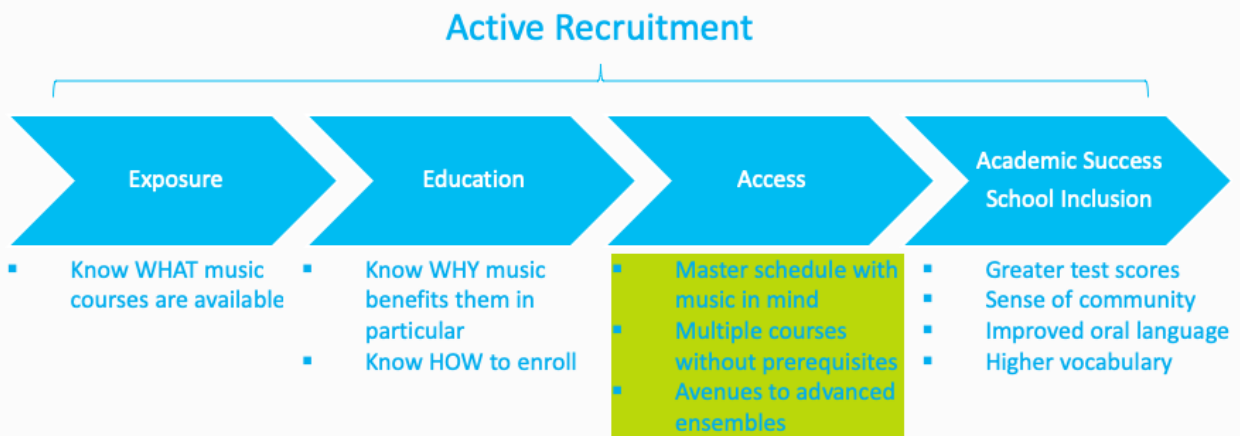 Active Recruitment
Exposure
Education
Access
Academic Success
School Inclusion
▪ Know WHAT music
courses are available
▪ Know WHY music
benefits them in
particular
▪ Know HOW to enroll
▪ Master schedule with
music in mind
▪ Multiple courses
without prerequisites
▪ Avenues to advanced
ensembles
▪ Greater test scores
▪ Sense of community
▪ Improved oral language
▪ Higher vocabulary